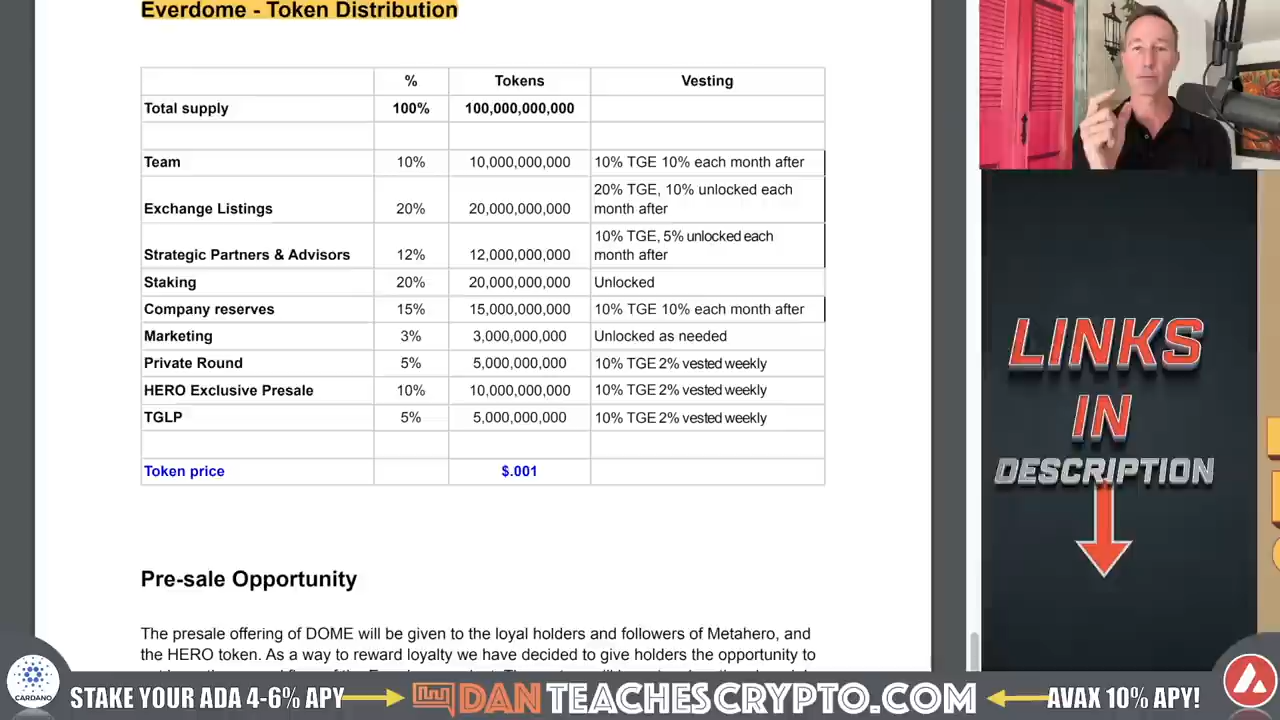 Everdome - Token Distribution
% Tokens Vesting
Total supply 100% 100,000,000,000
Team 10% 10,000,000,000 10% TGE 10% each month after
Exchange Listings 20% 20,000,000,000 20% TGE, 10% unlocked each
month after
Strategic Partners & Advisors 12% 12,000,000,000 10% TGE, 5% unlocked each
month after
Staking 20% 20,000,000,000 Unlocked
Company reserves 15% 15,000,000,000 10% TGE 10% each month after
Marketing 3% 3,000,000,000 Unlocked as needed
Private Round 5% 5,000,000,000 10% TGE 2% vested weekly
HERO Exclusive Presale 10% 10,000,000,000 10% TGE 2% vested weekly
TGLP 5% 5,000,000,000 10% TGE 2% vested weekly
Token price $.001
Pre-sale Opportunity
The presale offering of DOME will be given to the loyal holders and followers of Metahero, and
the HERO token. As a way to reward loyalty we have decided to give holders the opportunity to
LINKS
IN
DESCRIPTION
CARDANO
STAKE YOUR ADA 4-6% APY
DANTEACHESCRYPTO.COM
AVAX 10% APY!